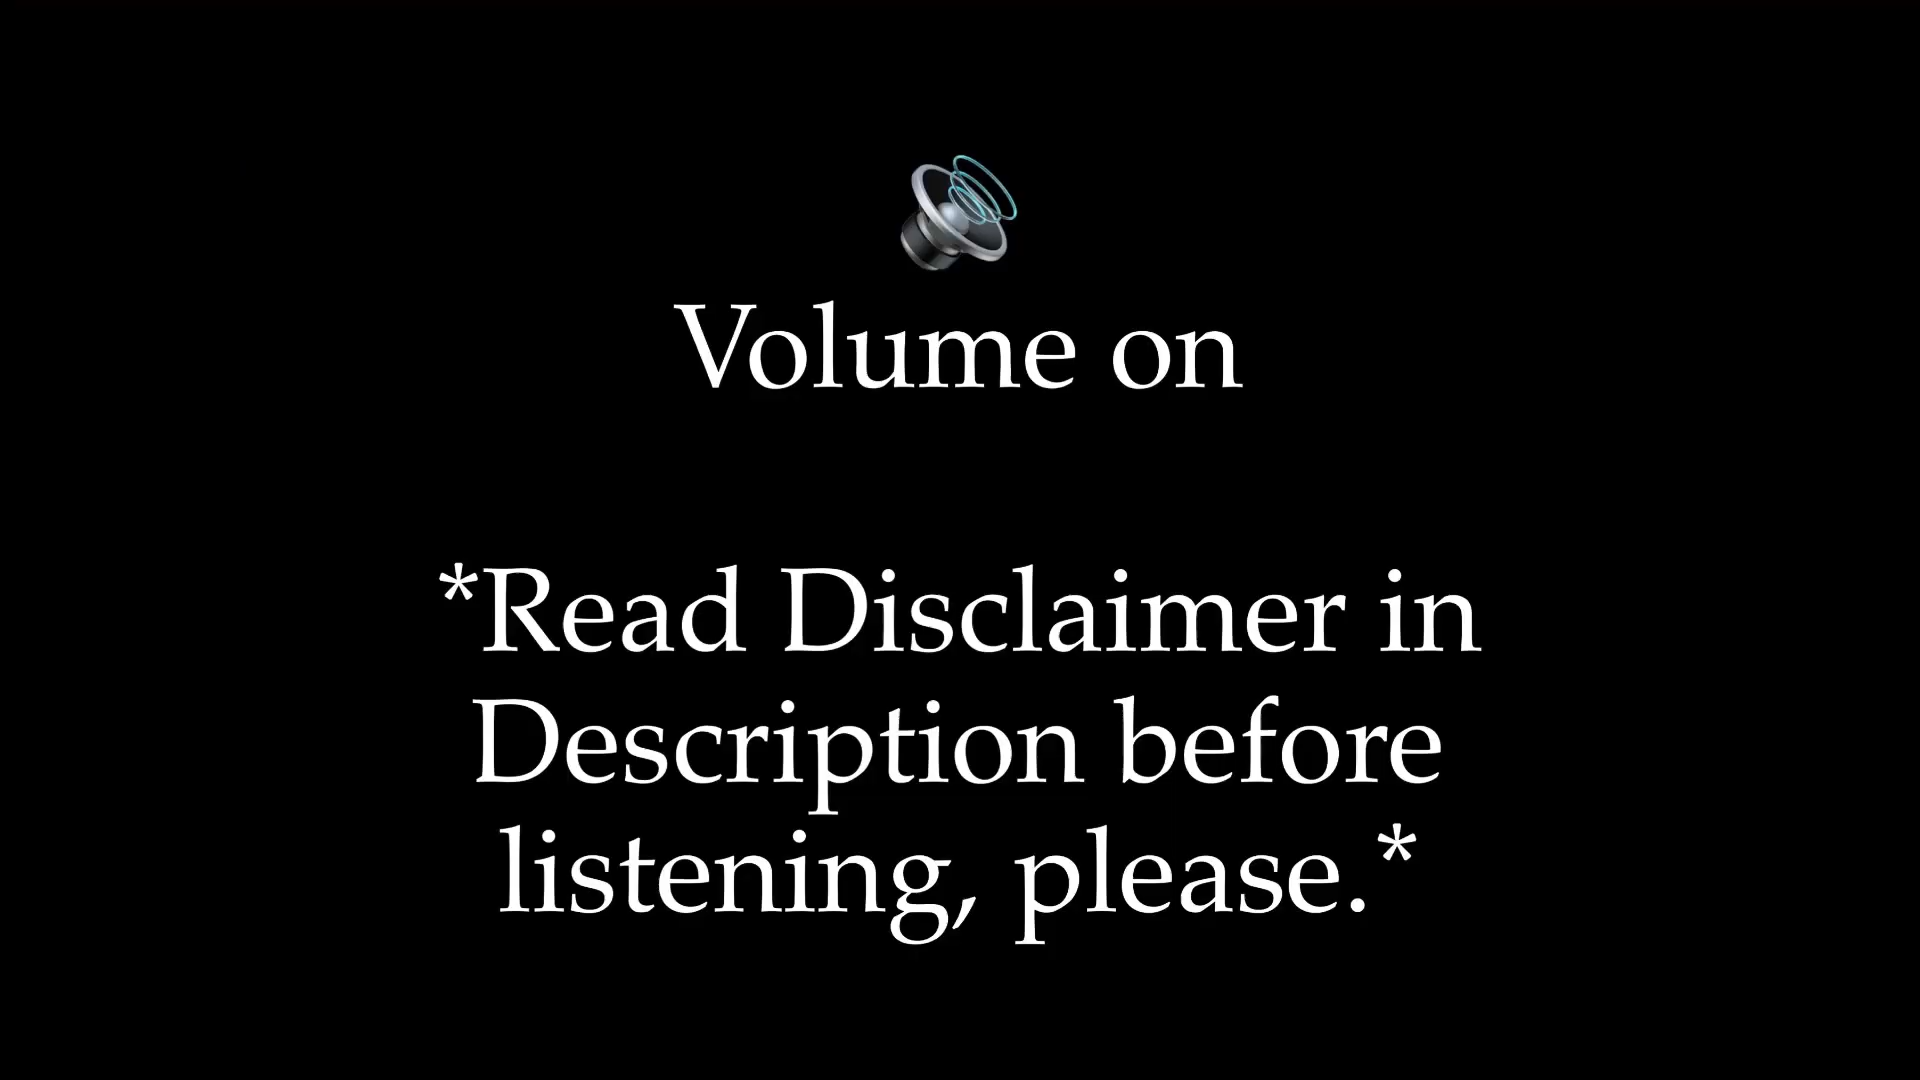 Volume on
*Read Disclaimer in
Description before
listening, please.*